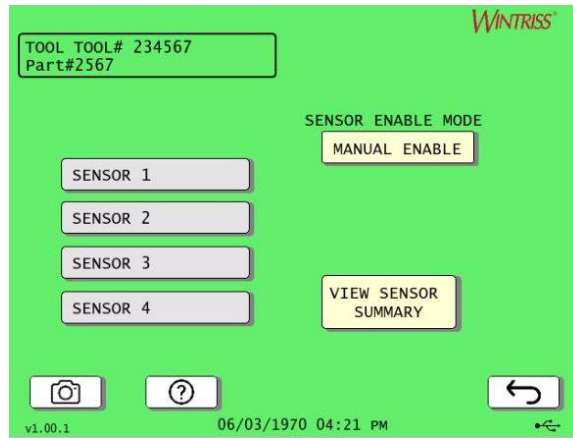 WINTRISS
TOOL TOOL# 234567
Part#2567
SENSOR ENABLE MODE
MANUAL ENABLE
SENSOR 1
SENSOR 2
SENSOR 3
SENSOR 4
VIEW SENSOR
SUMMARY
?
v1.00.1
06/03/1970 04:21 PM